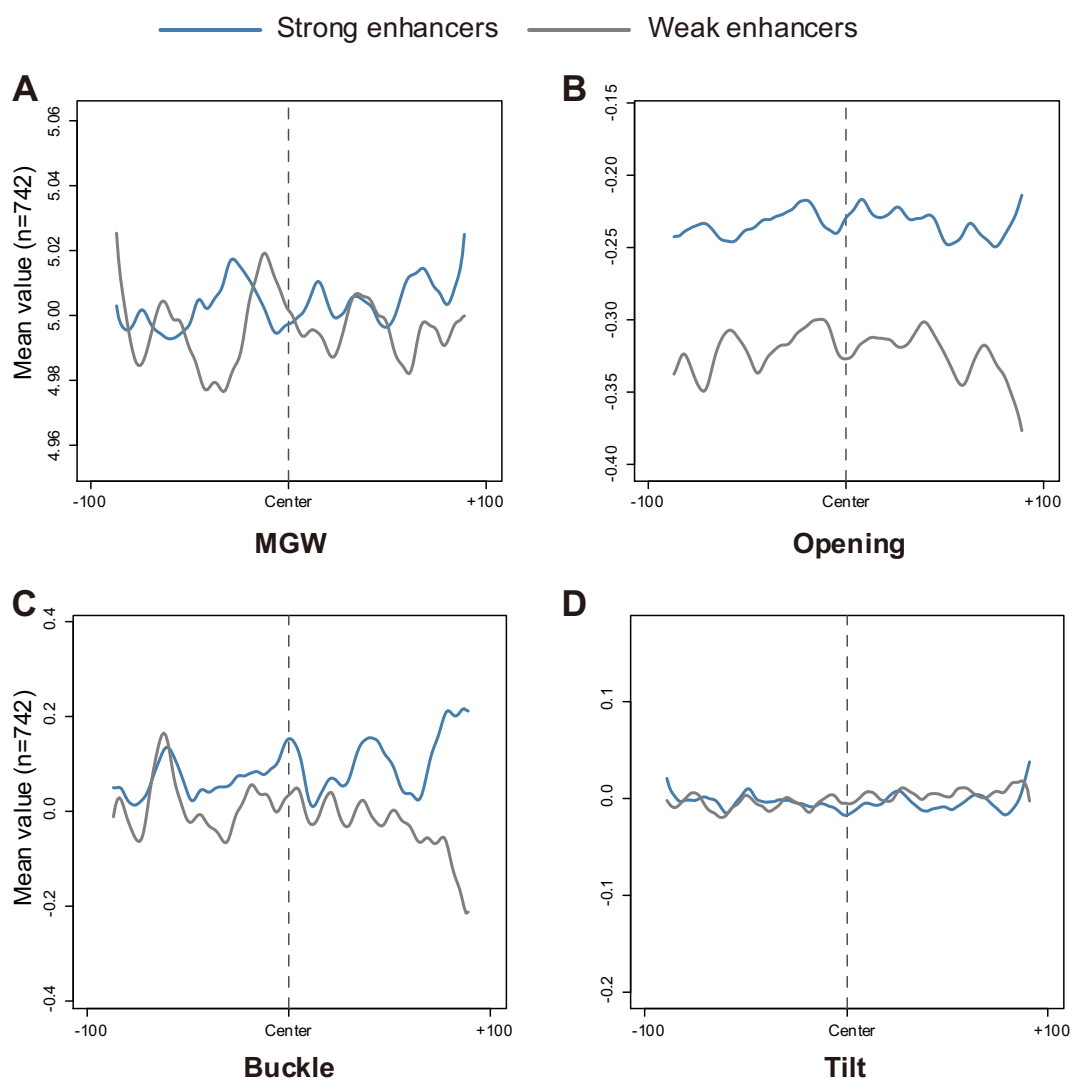 Strong enhancers Weak enhancers
A
Mean value (n=742)
5.06
5.04
5.02
5.00
4.98
4.96
-100 Center +100
MGW
B
-0.15
-0.20
-0.25
-0.30
-0.35
-0.40
-100 Center +100
Opening
C
Mean value (n=742)
0.4
0.2
0.0
-0.2
-0.4
-100 Center +100
Buckle
D
0.1
0.0
-0.1
-0.2
-100 Center +100
Tilt